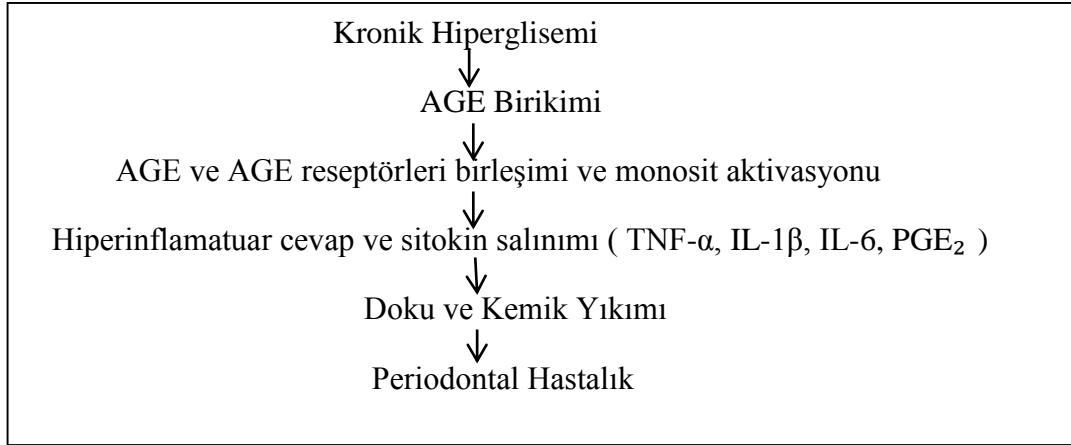 Kronik Hiperglisemi
AGE Birikimi
AGE ve AGE reseptörleri birleşimi ve monosit aktivasyonu
Hiperinflamatuar cevap ve sitokin salınımı ( TNF-α, IL-1β, IL-6, PGE₂ )
Doku ve Kemik Yıkımı
Periodontal Hastalık